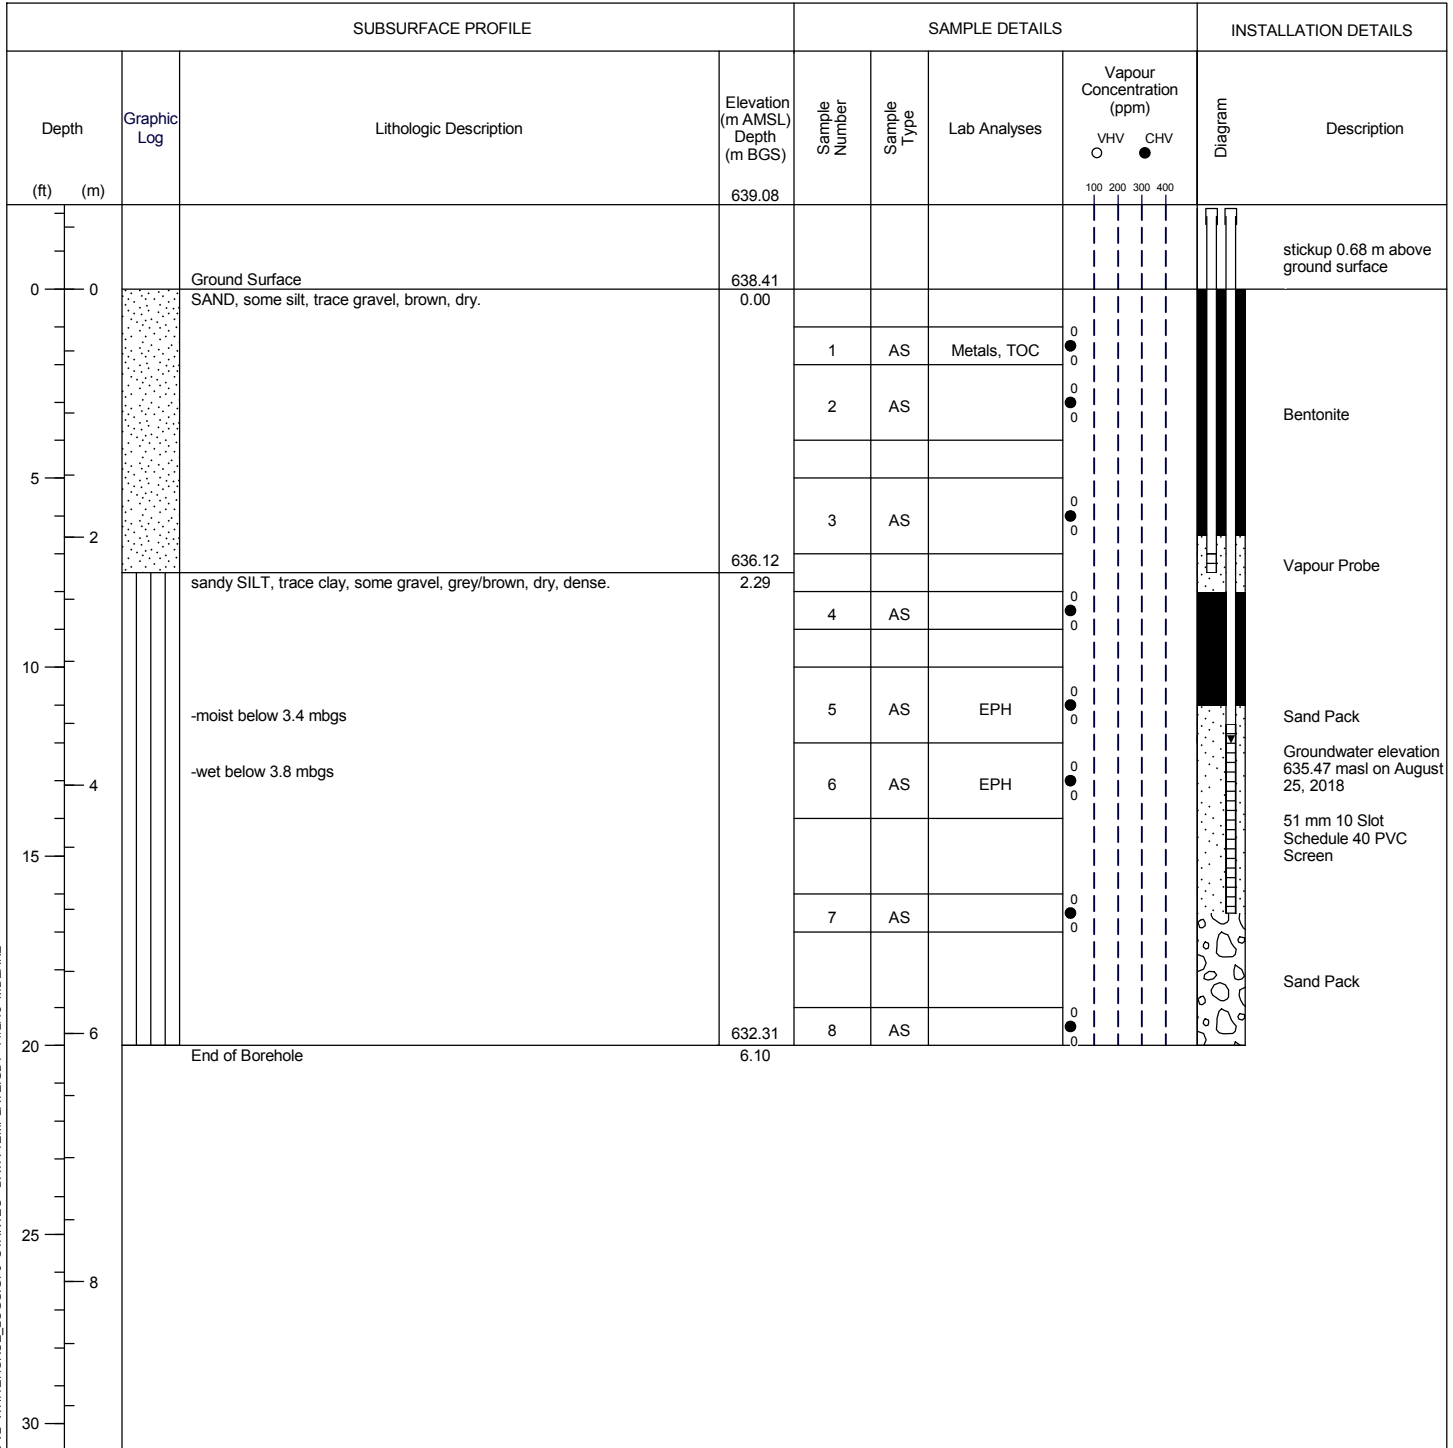 SUBSURFACE PROFILE
SAMPLE DETAILS
INSTALLATION DETAILS
Depth
(ft) (m)
Graphic
Log
Lithologic Description
Elevation
(m AMSL)
Depth
(m BGS)
639.08
Sample
Number
Sample
Type
Lab Analyses
Vapour
Concentration
(ppm)
VHV CHV
100 200 300 400
Diagram
Description
stickup 0.68 m above
ground surface
Ground Surface
638.41
0 0
SAND, some silt, trace gravel, brown, dry.
0.00
0
1 AS Metals, TOC
0
0
2 AS
0
Bentonite
5
0
3 AS
0
2
636.12
Vapour Probe
sandy SILT, trace clay, some gravel, grey/brown, dry, dense.
2.29
0
4 AS
0
10
0
5 AS EPH
0
-moist below 3.4 mbgs
Sand Pack
-wet below 3.8 mbgs
Groundwater elevation
635.47 masl on August
25, 2018
4
0
6 AS EPH
0
51 mm 10 Slot
Schedule 40 PVC
Screen
15
0
7 AS
0
Sand Pack
0
8 AS
0
6
632.31
20
End of Borehole
6.10
25
8
30